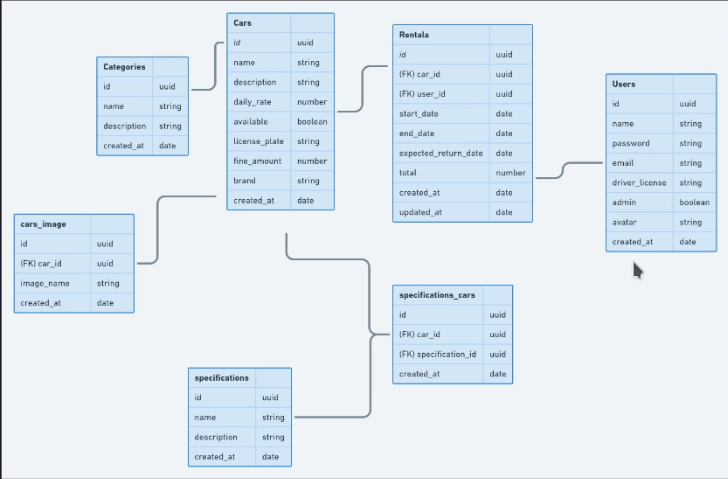 Cars
id uuid
name string
description string
daily_rate number
available boolean
license_plate string
fine_amount number
brand string
created_at date
Categories
id uuid
name string
description string
created_at date
Rentals
id uuid
(FK) car_id uuid
(FK) user_id uuid
start_date date
end_date date
expected_return_date date
total number
created_at date
updated_at date
Users
id uuid
name string
password string
email string
driver_license string
admin boolean
avatar string
created_at date
cars_image
id uuid
(FK) car_id uuid
image_name string
created_at date
specifications_cars
id uuid
(FK) car_id uuid
(FK) specification_id uuid
created_at date
specifications
id uuid
name string
description string
created_at date